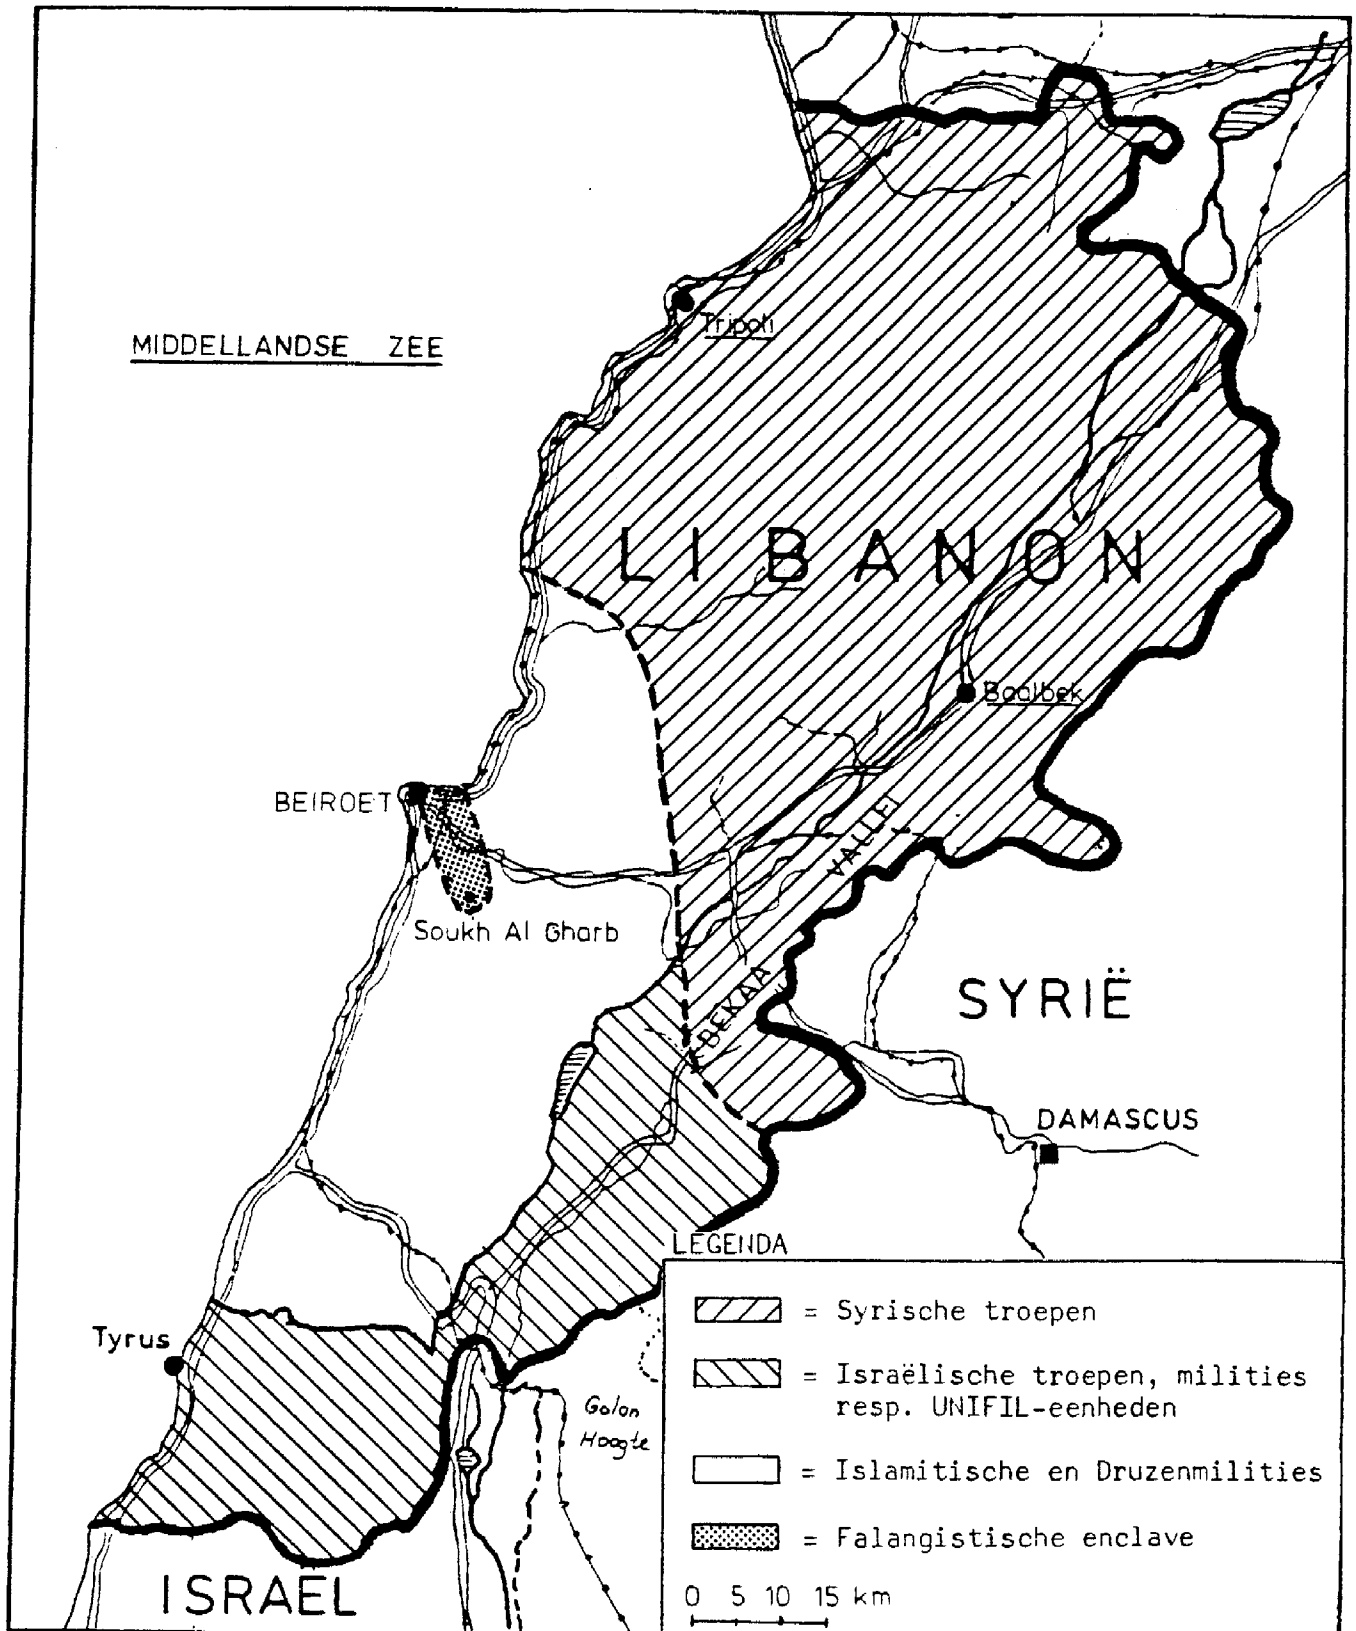 MIDDELLANDSE ZEE
Tripoli
LIBANON
Baalbek
BEIROET
VALLEI
Soukh Al Gharb
BEKAA
SYRIË
DAMASCUS
LEGENDA
= Syrische troepen
= Israëlische troepen, milities
resp. UNIFIL-eenheden
= Islamitische en Druzenmilities
= Falangistische enclave
0 5 10 15 km
Tyrus
Golan
Hoogte
ISRAEL